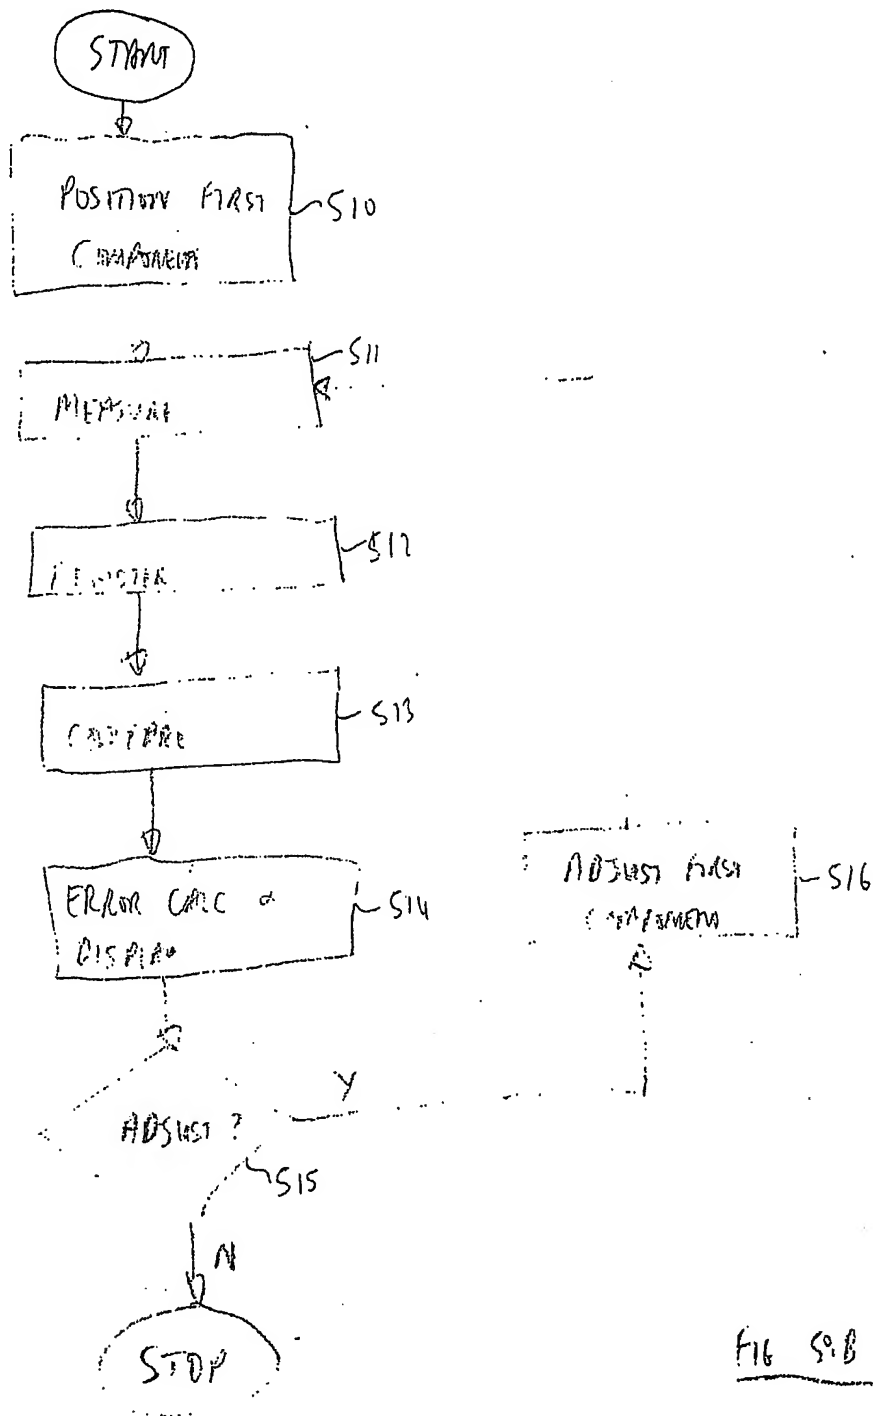 START
POSITION FIRST
COMPONENT
S10
S11
MEASURE
S12
S13
COMPARE
ERROR CALC &
DISPLAY
S14
ADJUST FIRST
COMPONENT
S16
Y
ADJUST ?
S15
N
STOP